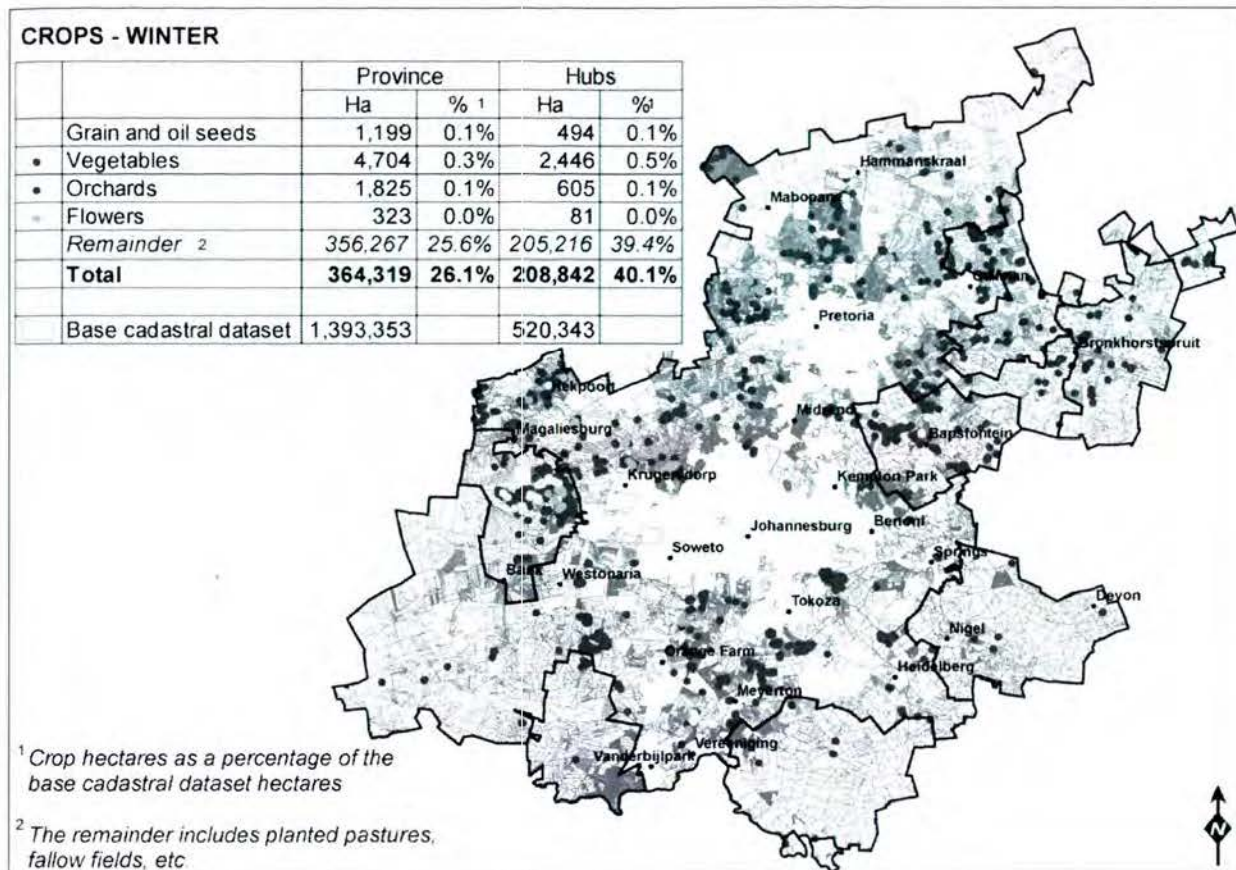 CROPS - WINTER
Province Hubs
Ha % 1 Ha %1
Grain and oil seeds 1,199 0.1% 494 0.1%
Vegetables 4,704 0.3% 2,446 0.5%
Orchards 1,825 0.1% 605 0.1%
Flowers 323 0.0% 81 0.0%
Remainder 2 356,267 25.6% 205,216 39.4%
Total 364,319 26.1% 208,842 40.1%
Base cadastral dataset 1,393,353 520,343
Hammanskraal
Mabopane
Pretoria
Bronkhorstspruit
Midrand
Magaliesburg
Bapsfontein
Krugersdorp
Kempton Park
Johannesburg
Benoni
Soweto
Springs
Westonaria
Tokoza
Devon
Nigel
Orange Farm
Heidelberg
Meyerton
Vereeniging
Vanderbijlpark
1 Crop hectares as a percentage of the
base cadastral dataset hectares
2 The remainder includes planted pastures,
fallow fields, etc
N